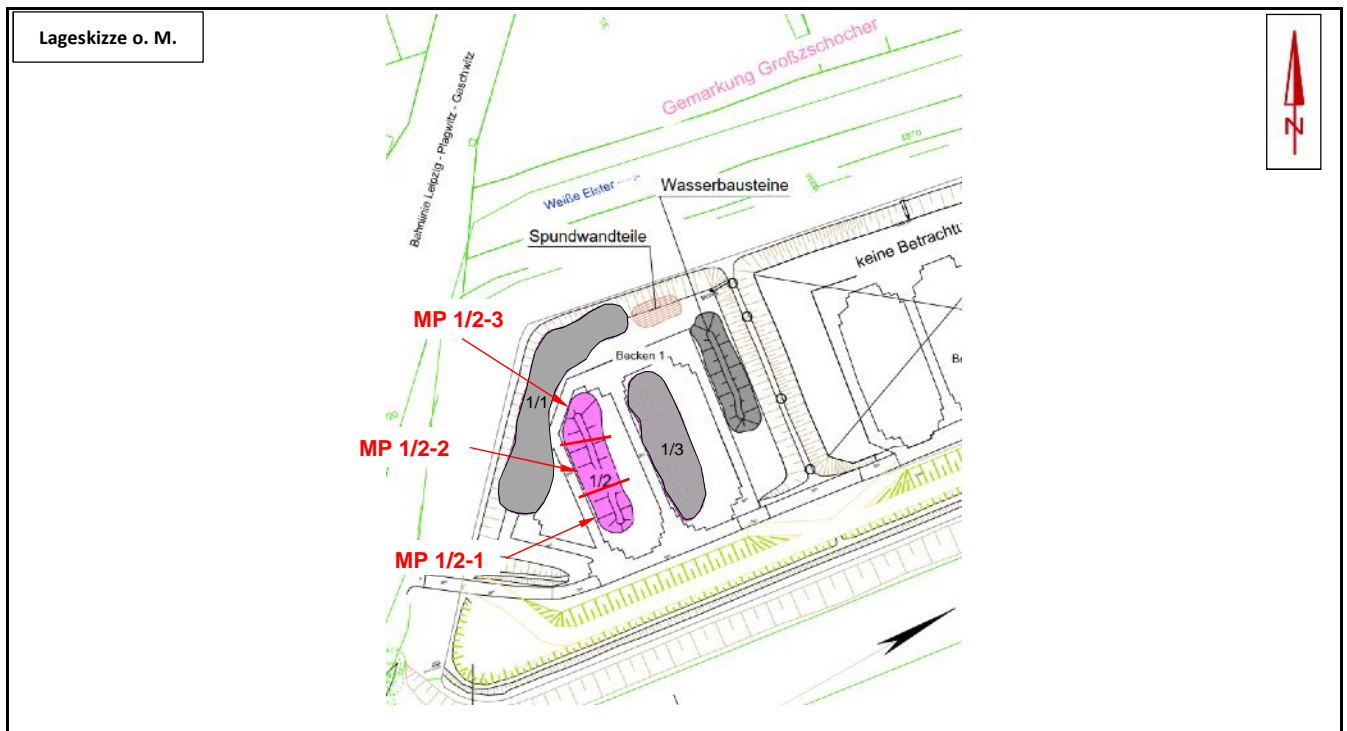 Lageskizze o. M.
N
Gemarkung Großzschocher
Bahnlinie Leipzig - Plagwitz - Gaschwitz
Weiße Elster
Wasserbausteine
Spundwandteile
keine Betrachtu
MP 1/2-3
Becken 1
1/1
MP 1/2-2
1/2
1/3
MP 1/2-1